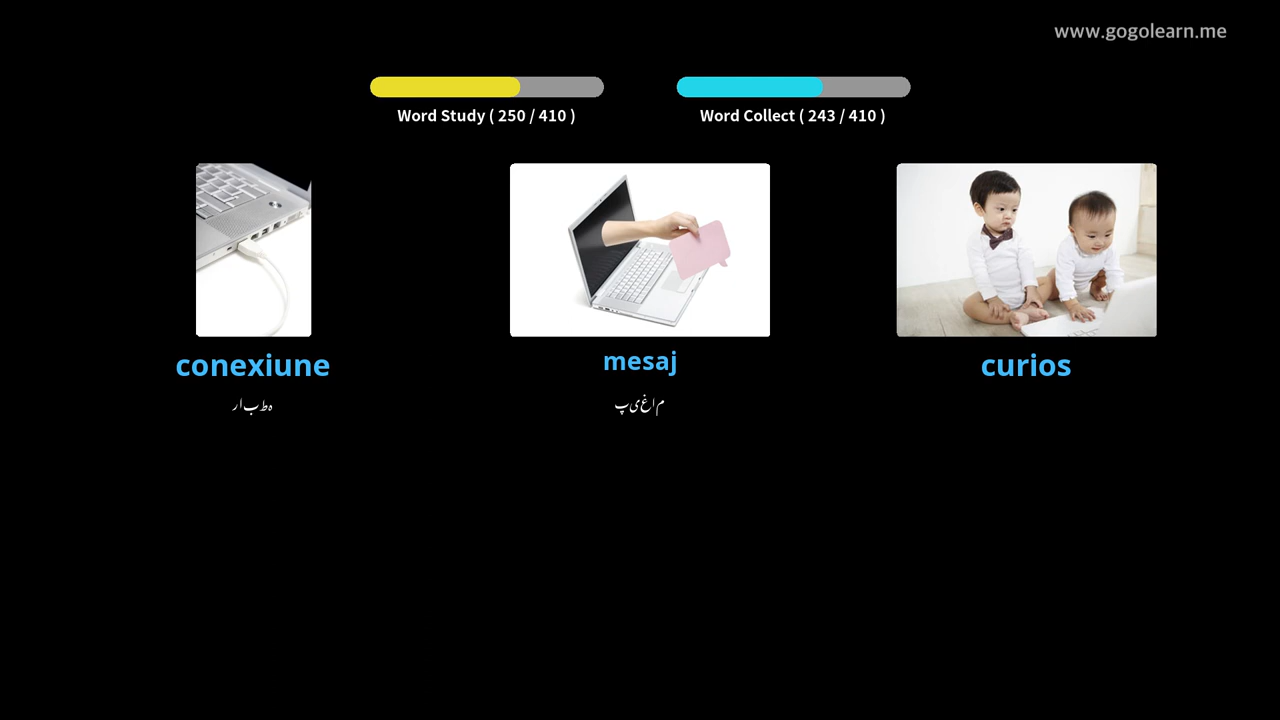 www.gogolearn.me
Word Study ( 250 / 410 )
Word Collect ( 243 / 410 )
conexiune
رابطہ
mesaj
پیغام
curios